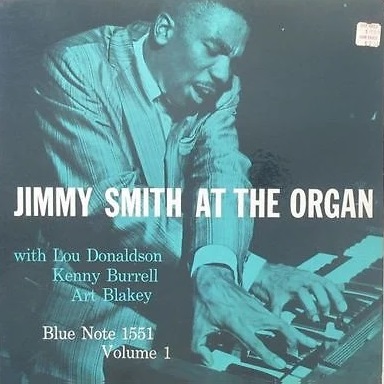 JIMMY SMITH AT THE ORGAN
with Lou Donaldson
Kenny Burrell
Art Blakey
Blue Note 1551
Volume 1